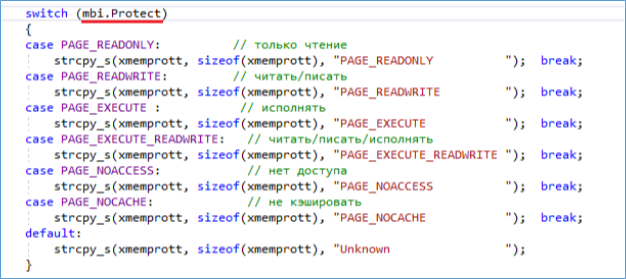 switch (mbi.Protect)
{
case PAGE_READONLY:           // только чтение
    strcpy_s(xmemprott, sizeof(xmemprott), "PAGE_READONLY           ");  break;
case PAGE_READWRITE:          // читать/писать
    strcpy_s(xmemprott, sizeof(xmemprott), "PAGE_READWRITE          ");  break;
case PAGE_EXECUTE :            // исполнять
    strcpy_s(xmemprott, sizeof(xmemprott), "PAGE_EXECUTE            ");  break;
case PAGE_EXECUTE_READWRITE:   // читать/писать/исполнять
    strcpy_s(xmemprott, sizeof(xmemprott), "PAGE_EXECUTE_READWRITE ");  break;
case PAGE_NOACCESS:             // нет доступа
    strcpy_s(xmemprott, sizeof(xmemprott), "PAGE_NOACCESS           ");  break;
case PAGE_NOCACHE:              // не кэшировать
    strcpy_s(xmemprott, sizeof(xmemprott), "PAGE_NOCACHE            ");  break;
default:
    strcpy_s(xmemprott, sizeof(xmemprott), "Unknown                 ");
}